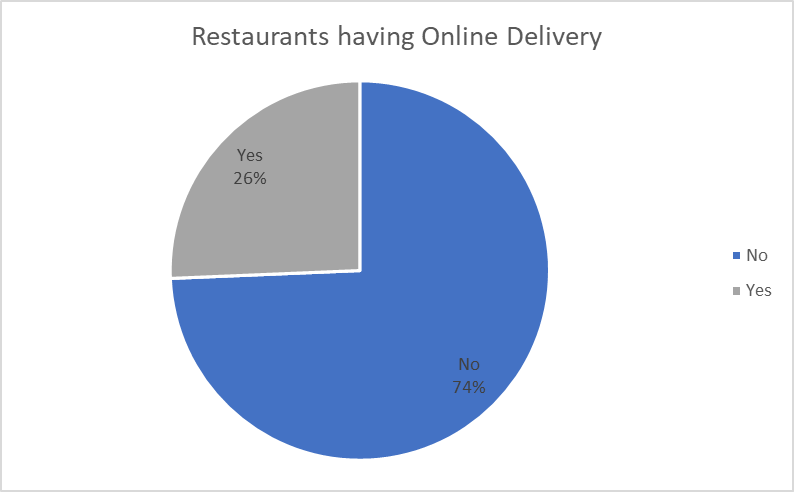 Restaurants having Online Delivery
Yes
26%
No
74%
No
Yes